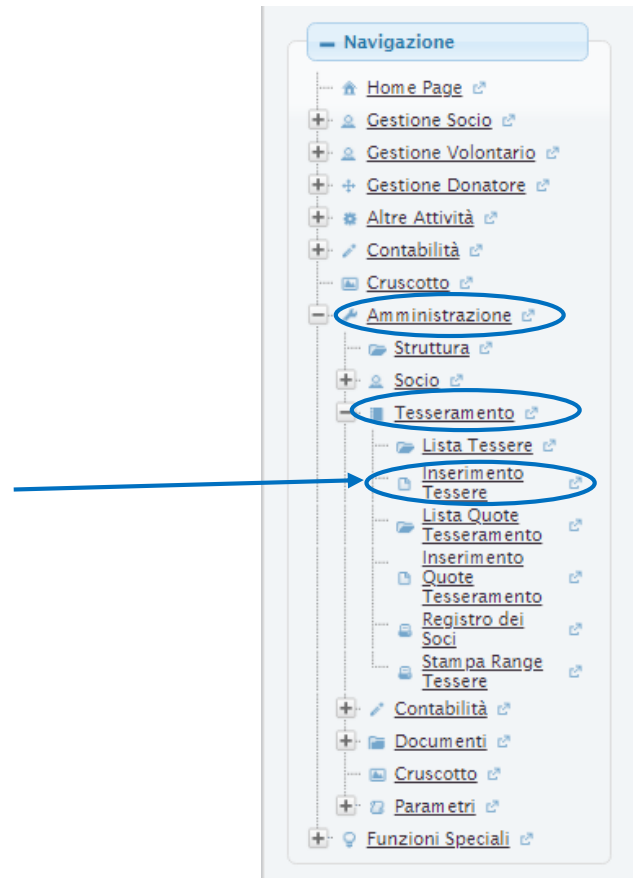 Navigazione
Home Page
Gestione Socio
Gestione Volontario
Gestione Donatore
Altre Attività
Contabilità
Cruscotto
Amministrazione
Struttura
Socio
Tesseramento
Lista Tessere
Inserimento
Tessere
Lista Quote
Tesseramento
Inserimento
Quote
Tesseramento
Registro dei
Soci
Stampa Range
Tessere
Contabilità
Documenti
Cruscotto
Parametri
Funzioni Speciali